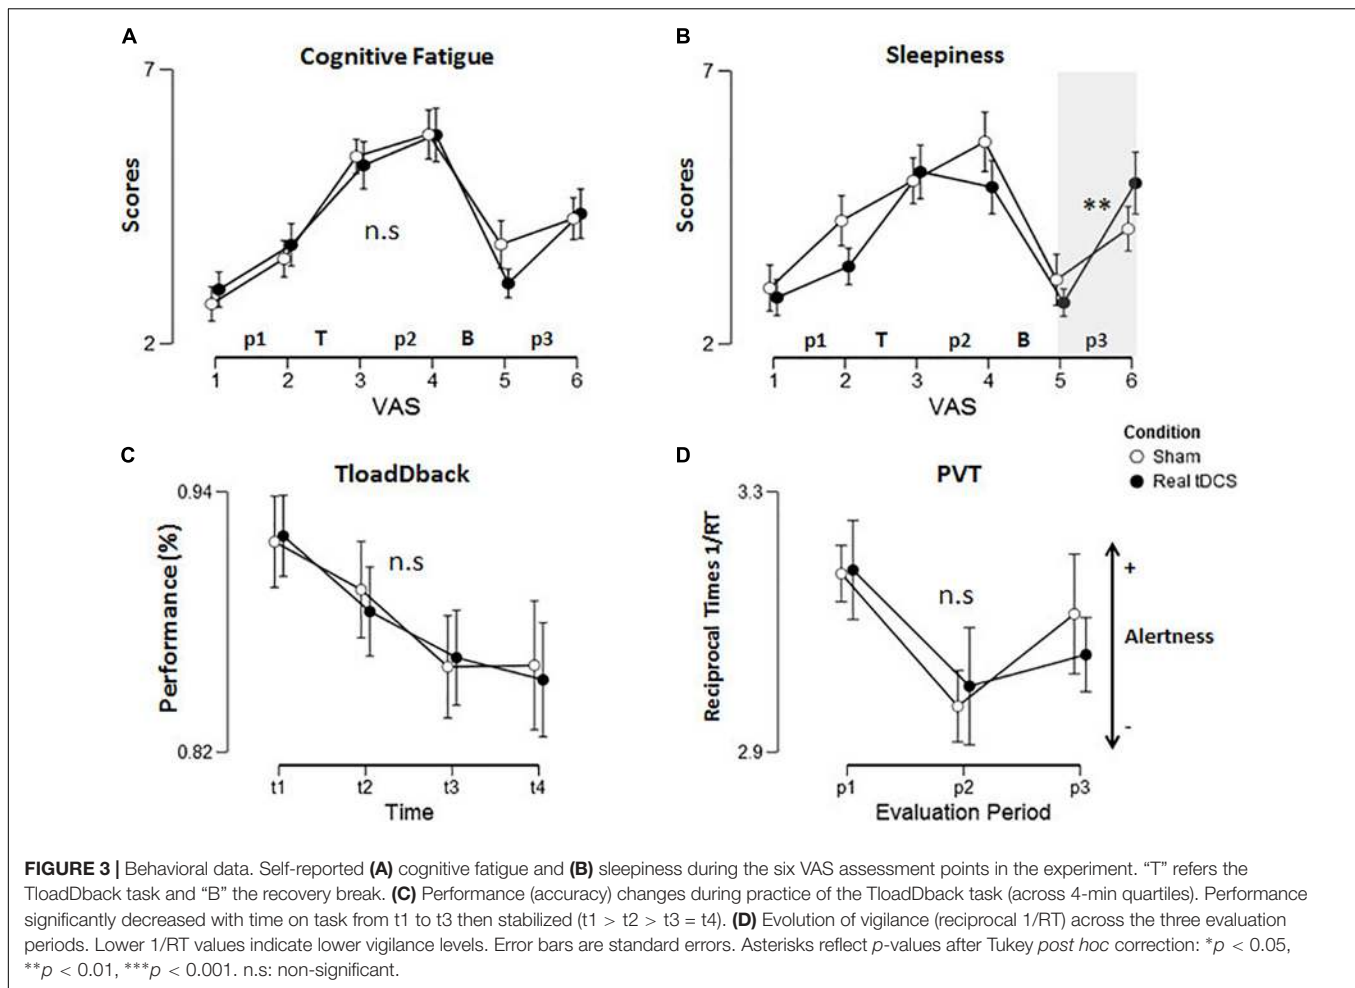 A
Cognitive Fatigue
7
Scores
n.s
2
p1 T p2 B p3
1 2 3 4 5 6
VAS
B
Sleepiness
7
Scores
**
2
p1 T p2 B p3
1 2 3 4 5 6
VAS
Condition
Sham
Real tDCS
C
TloadDback
0.94
Performance (%)
n.s
0.82
t1 t2 t3 t4
Time
D
PVT
3.3
Reciprocal Times 1/RT
n.s
+
Alertness
-
2.9
p1 p2 p3
Evaluation Period
FIGURE 3 | Behavioral data. Self-reported (A) cognitive fatigue and (B) sleepiness during the six VAS assessment points in the experiment. “T” refers the
TloadDback task and “B” the recovery break. (C) Performance (accuracy) changes during practice of the TloadDback task (across 4-min quartiles). Performance
significantly decreased with time on task from t1 to t3 then stabilized (t1 > t2 > t3 = t4). (D) Evolution of vigilance (reciprocal 1/RT) across the three evaluation
periods. Lower 1/RT values indicate lower vigilance levels. Error bars are standard errors. Asterisks reflect p-values after Tukey post hoc correction: *p < 0.05,
**p < 0.01, ***p < 0.001. n.s: non-significant.